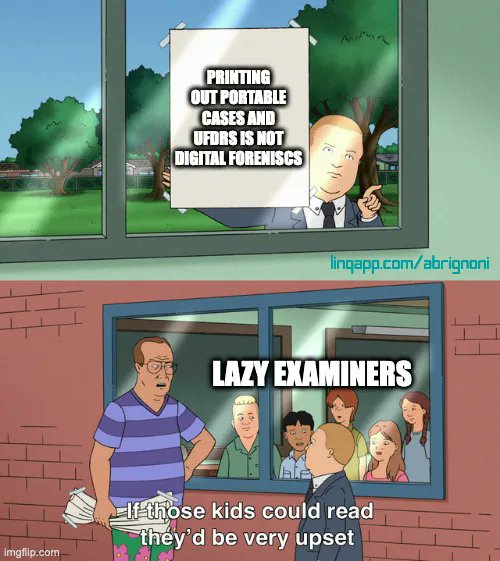 PRINTING
OUT PORTABLE
CASES AND
UFDRS IS NOT
DIGITAL FORENISCS
linqapp.com/abrignoni
LAZY EXAMINERS
If those kids could read
they'd be very upset
imgflip.com